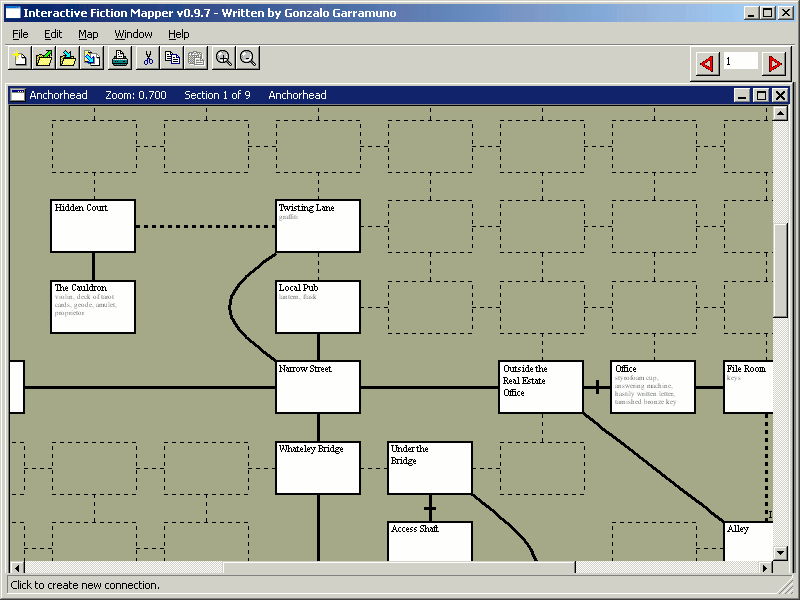 Interactive Fiction Mapper v0.9.7 - Written by Gonzalo Garramuno
File Edit Map Window Help
1
Anchorhead Zoom: 0.700 Section 1 of 9 Anchorhead
Hidden Court
Twisting Lane
graffiti
The Cauldron
violin, deck of tarot
cards, geode, amulet,
proprietor
Local Pub
lantern, flask
Narrow Street
Outside the
Real Estate
Office
Office
styrofoam cup,
answering machine,
hastily written letter,
tarnished bronze key
File Room
keys
Whateley Bridge
Under the
Bridge
Access Shaft
Alley
Click to create new connection.